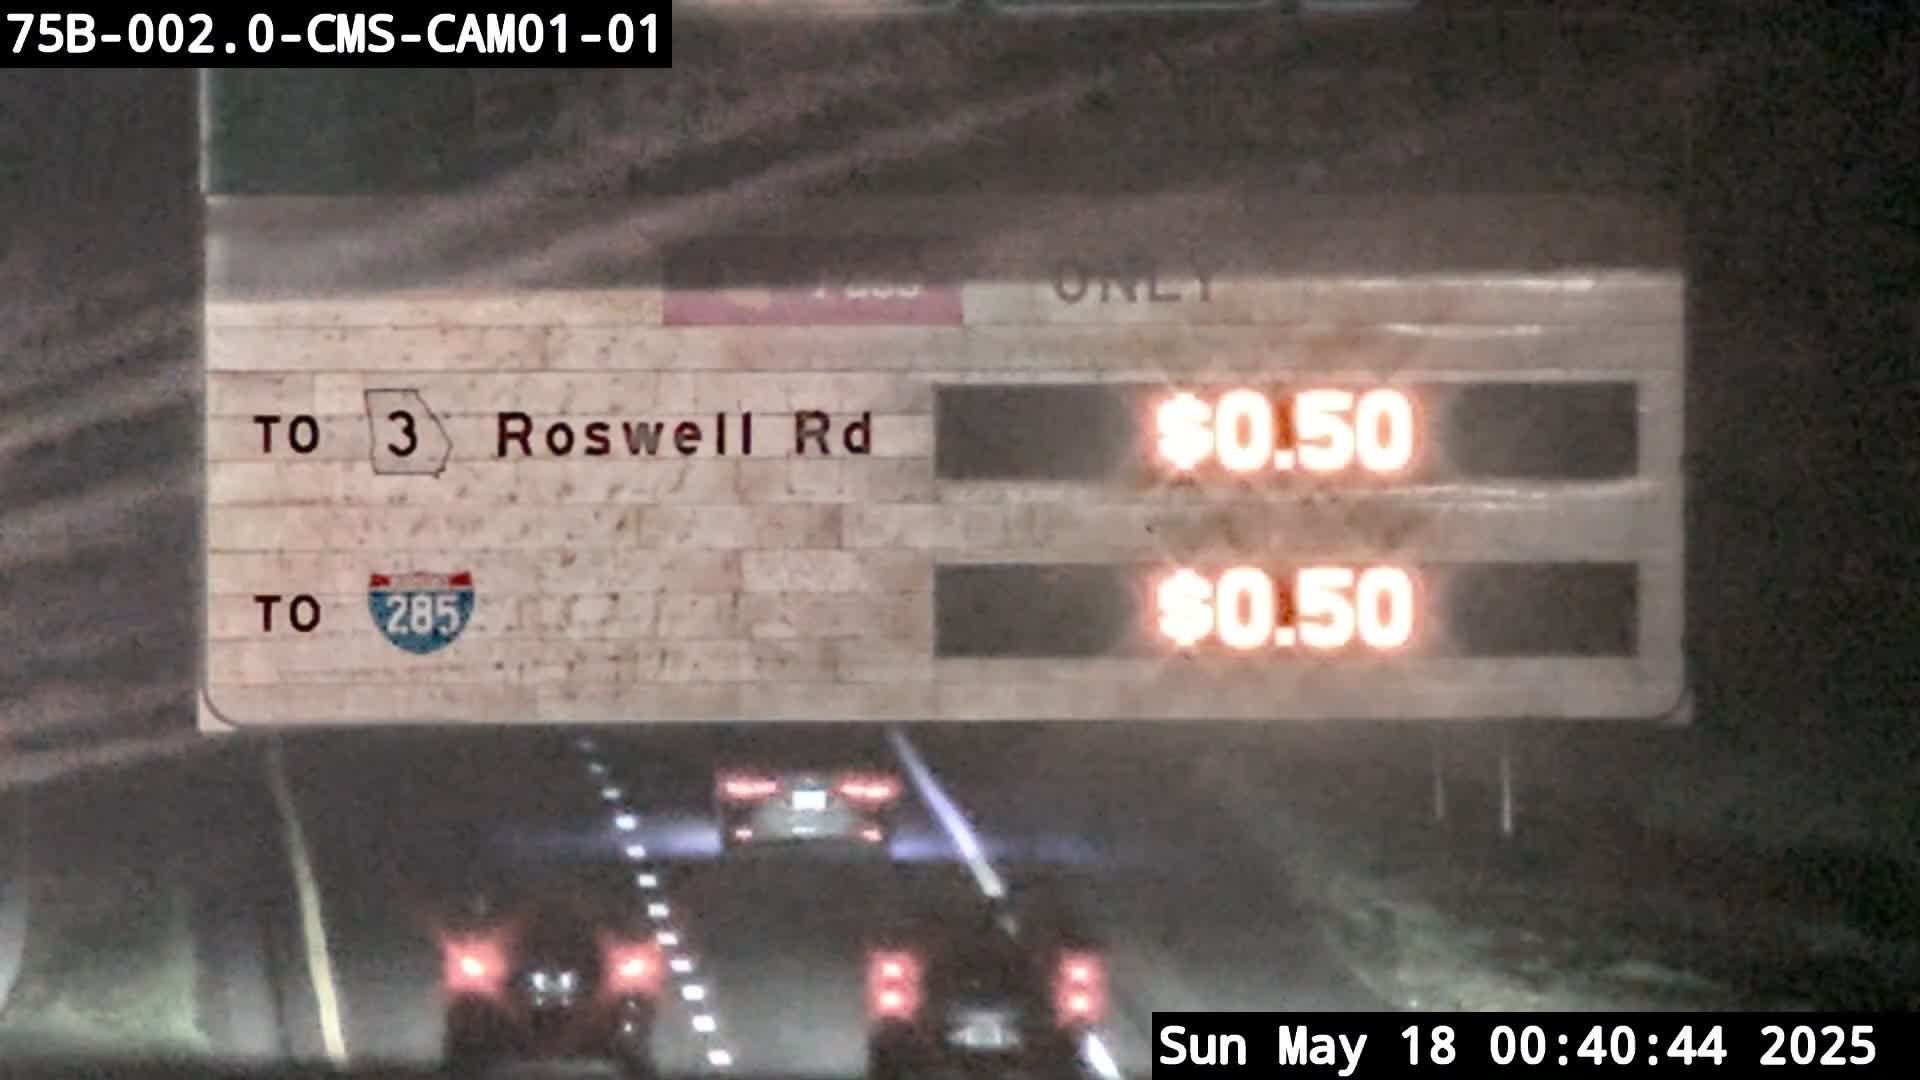 75B-002.0-CMS-CAM01-01
Pass ONLY
TO 3 Roswell Rd $0.50
TO 285 $0.50
Sun May 18 00:40:44 2025